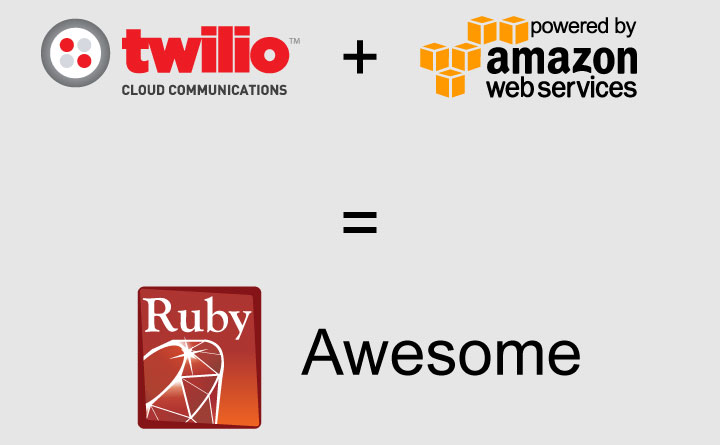 twilio™
CLOUD COMMUNICATIONS
+
powered by
amazon
web services
=
Ruby
Awesome